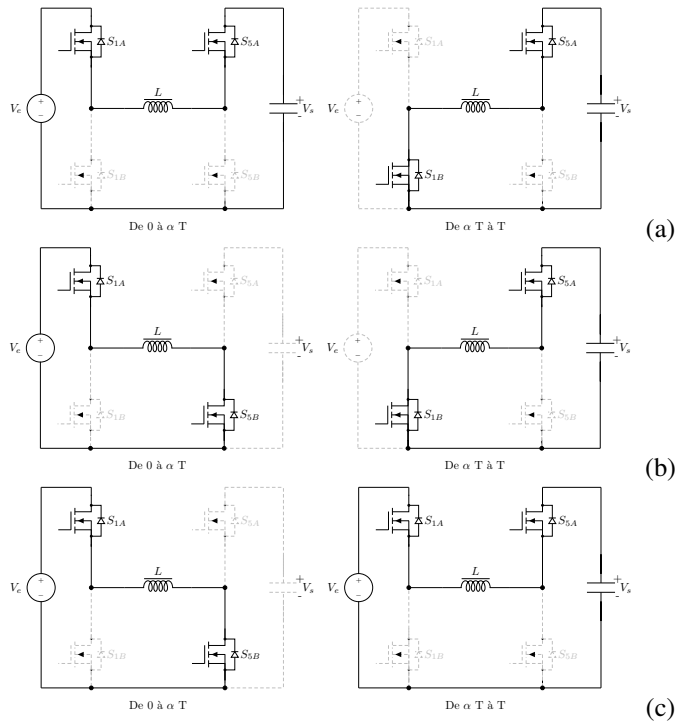 S1A S5A S1A S5A
L L
Ve + − + - Vs Ve + − + - Vs
S1B S5B S1B S5B
De 0 à α T De α T à T
(a)
S1A S5A S1A S5A
L L
Ve + − + - Vs Ve + − + - Vs
S1B S5B S1B S5B
De 0 à α T De α T à T
(b)
S1A S5A S1A S5A
L L
Ve + − + - Vs Ve + − + - Vs
S1B S5B S1B S5B
De 0 à α T De α T à T
(c)